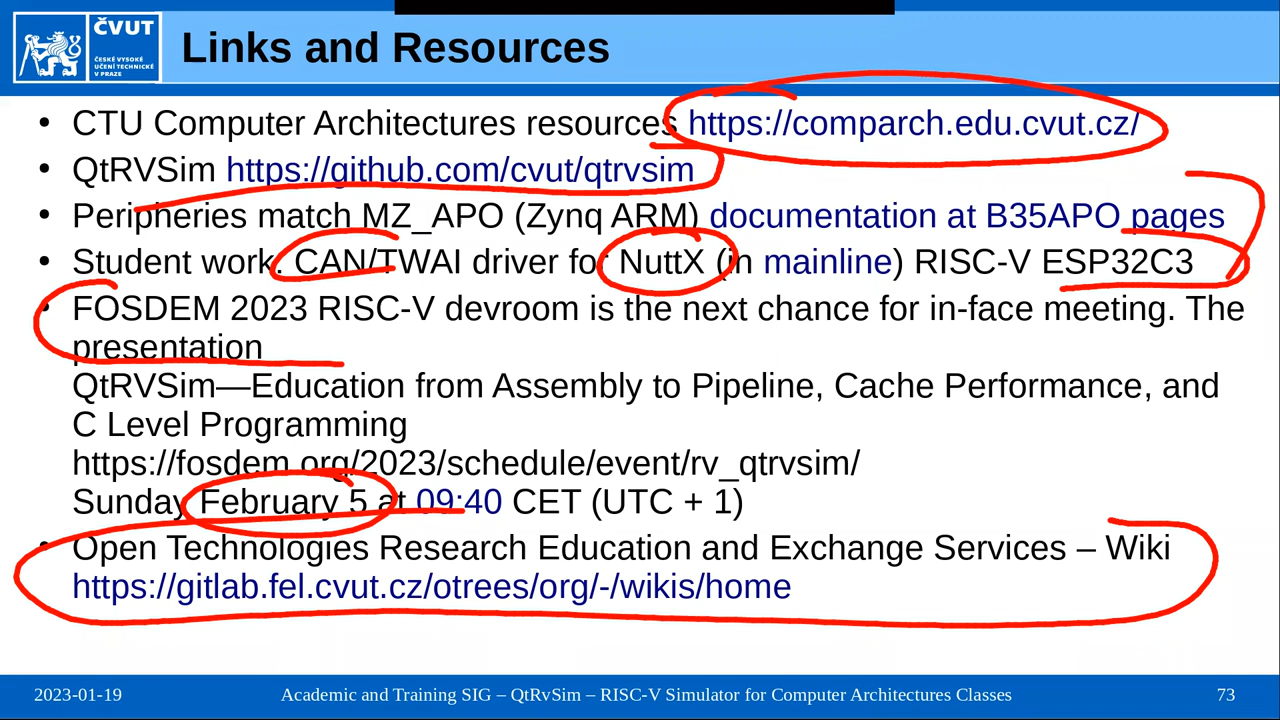 ČVUT
ČESKÉ VYSOKÉ
UČENÍ TECHNICKÉ
V PRAZE
Links and Resources
• CTU Computer Architectures resources https://comparch.edu.cvut.cz/
• QtRVSim https://github.com/cvut/qtrvsim
• Peripheries match MZ_APO (Zynq ARM) documentation at B35APO pages
• Student work: CAN/TWAI driver for NuttX (in mainline) RISC-V ESP32C3
• FOSDEM 2023 RISC-V devroom is the next chance for in-face meeting. The
presentation
QtRVSim—Education from Assembly to Pipeline, Cache Performance, and
C Level Programming
https://fosdem.org/2023/schedule/event/rv_qtrvsim/
Sunday February 5 at 09:40 CET (UTC + 1)
• Open Technologies Research Education and Exchange Services – Wiki
https://gitlab.fel.cvut.cz/otrees/org/-/wikis/home
2023-01-19
Academic and Training SIG – QtRvSim – RISC-V Simulator for Computer Architectures Classes
73